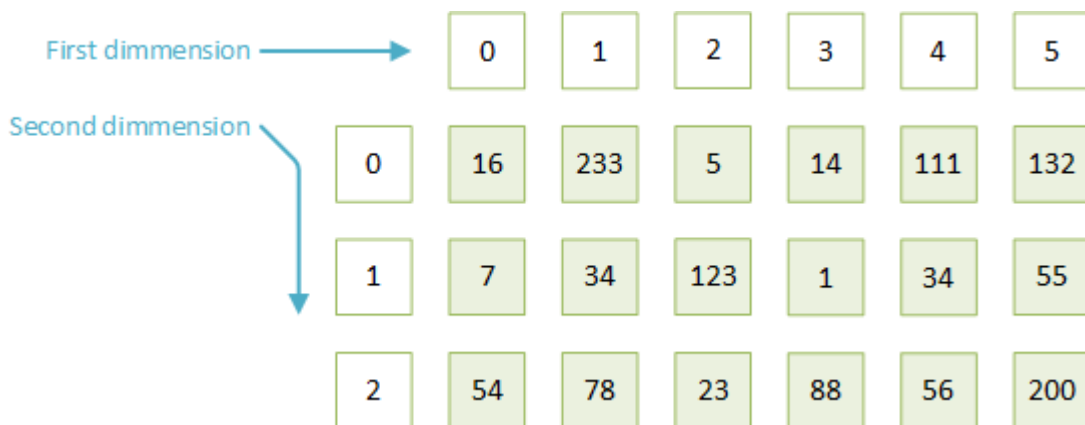 First dimmension 0 1 2 3 4 5
Second dimmension
0 16 233 5 14 111 132
1 7 34 123 1 34 55
2 54 78 23 88 56 200